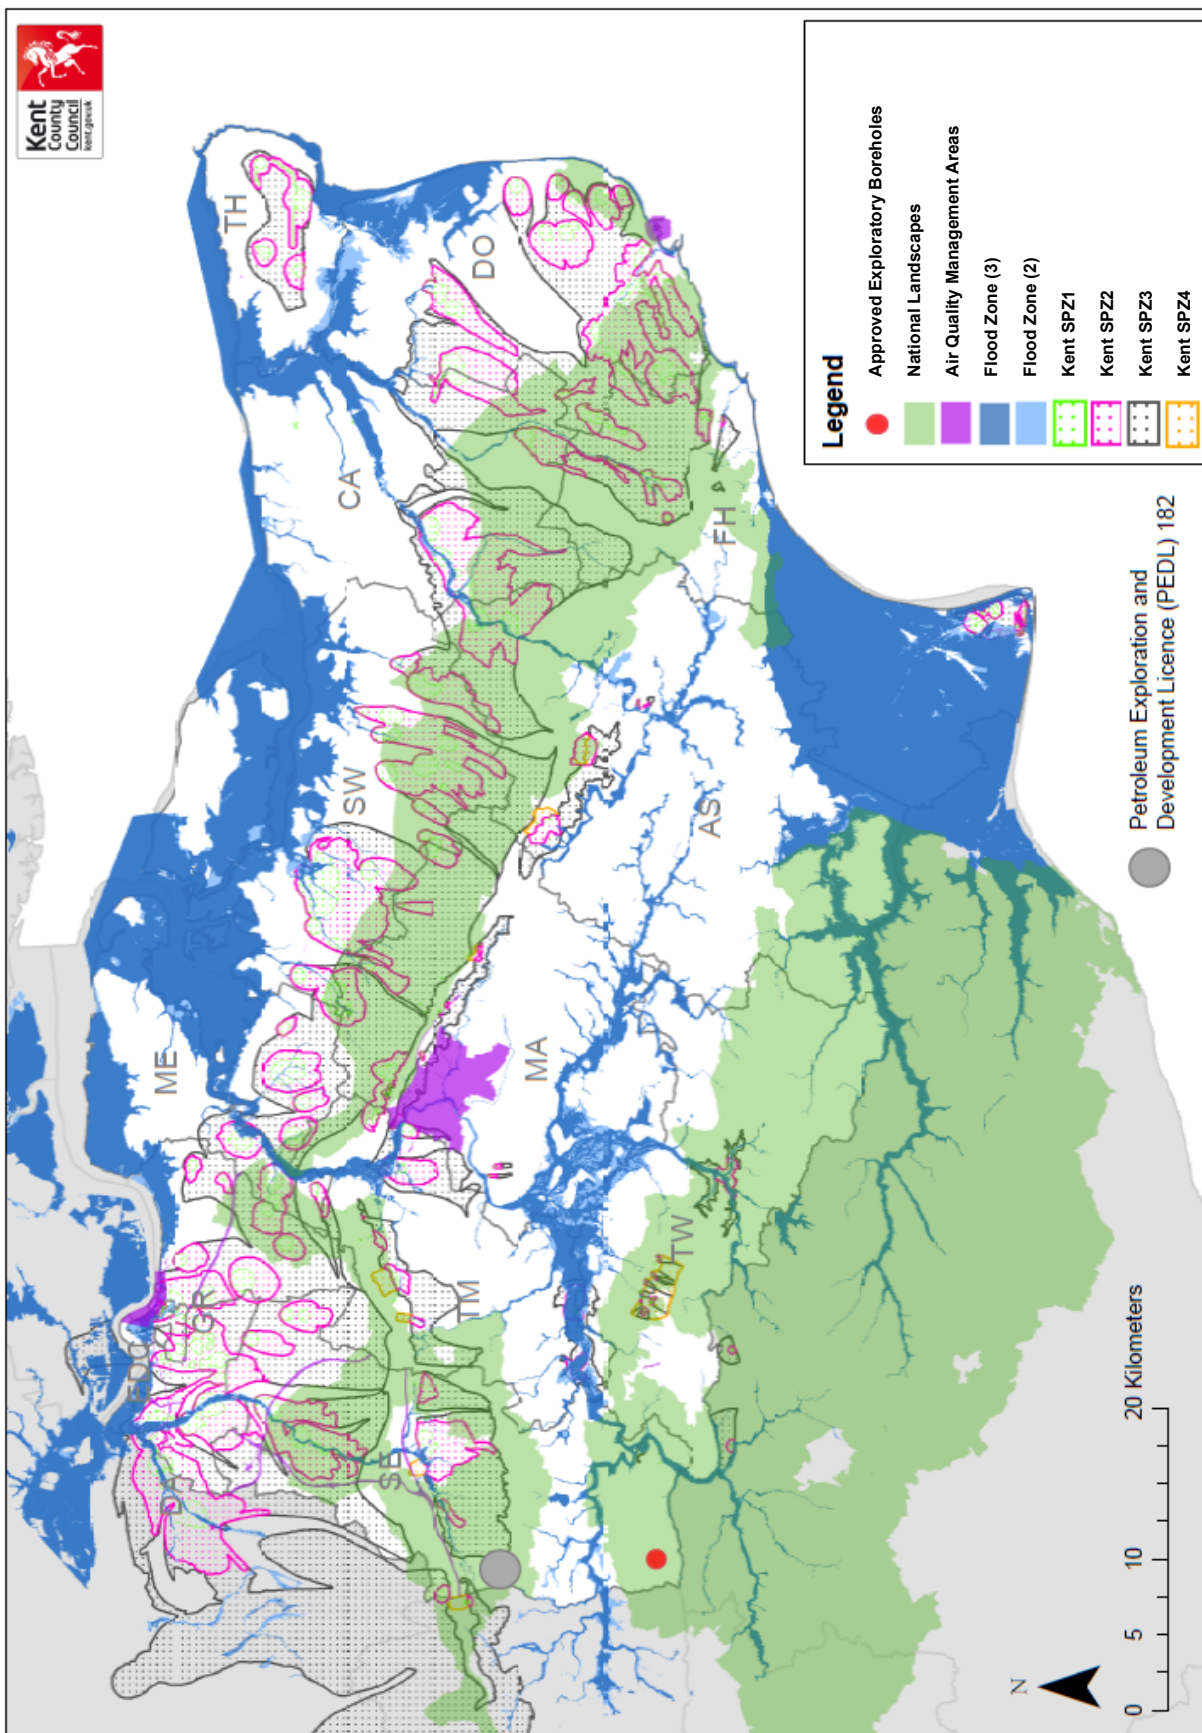 Kent
County
Council
kent.gov.uk
TH
DO
CA
FH
SW
AS
ME
MA
GR
EDC
TM
TW
DA
SE
Legend
Approved Exploratory Boreholes
National Landscapes
Air Quality Management Areas
Flood Zone (3)
Flood Zone (2)
Kent SPZ1
Kent SPZ2
Kent SPZ3
Kent SPZ4
Petroleum Exploration and
Development Licence (PEDL) 182
N
0 5 10 20 Kilometers